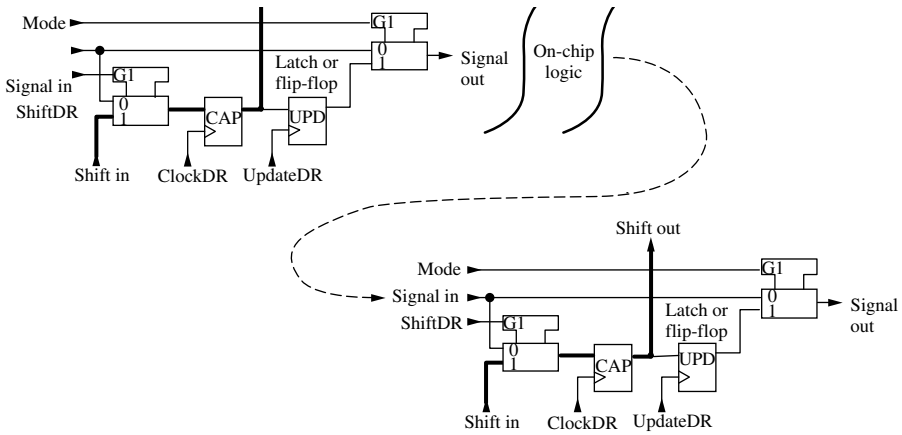 Mode
G1
0
1
Signal
out
On-chip
logic
Latch or
flip-flop
Signal in
G1
ShiftDR
0
1
CAP
UPD
Shift in
ClockDR
UpdateDR
Shift out
Mode
G1
Signal in
0
1
Signal
out
ShiftDR
G1
Latch or
flip-flop
0
1
CAP
UPD
Shift in
ClockDR
UpdateDR